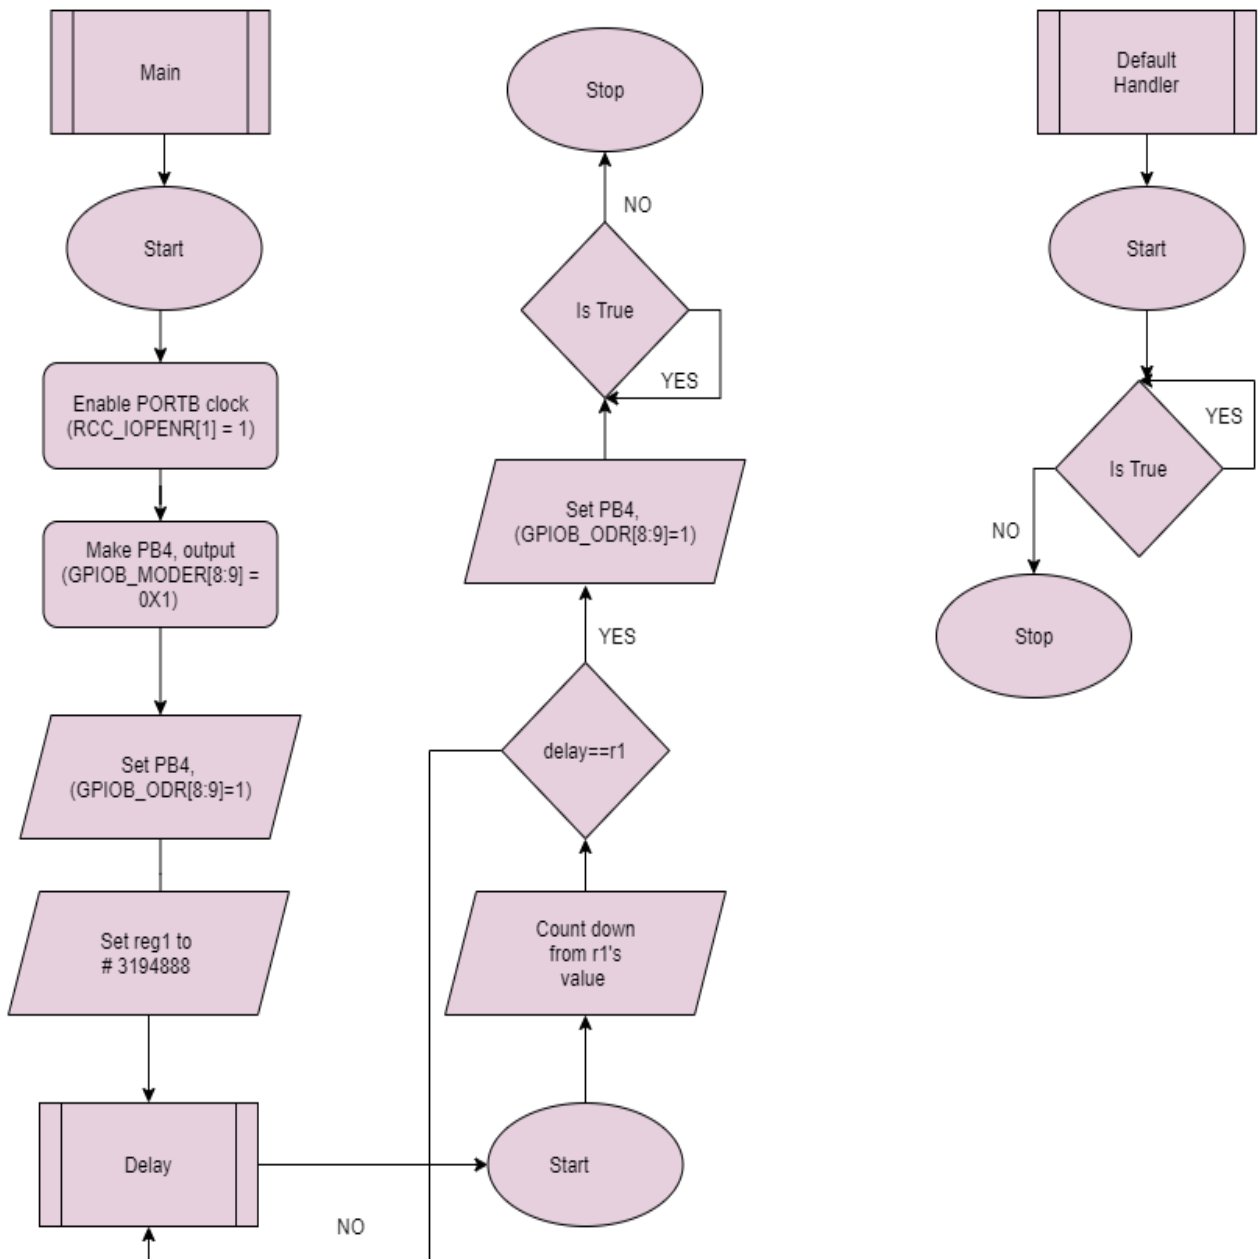 Main
Start
Enable PORTB clock
(RCC_IOPENR[1] = 1)
Make PB4, output
(GPIOB_MODER[8:9] =
0X1)
Set PB4,
(GPIOB_ODR[8:9]=1)
Set reg1 to
# 3194888
Delay
NO
Start
Count down
from r1's
value
delay==r1
YES
Set PB4,
(GPIOB_ODR[8:9]=1)
Is True
YES
NO
Stop
Default
Handler
Start
Is True
YES
NO
Stop